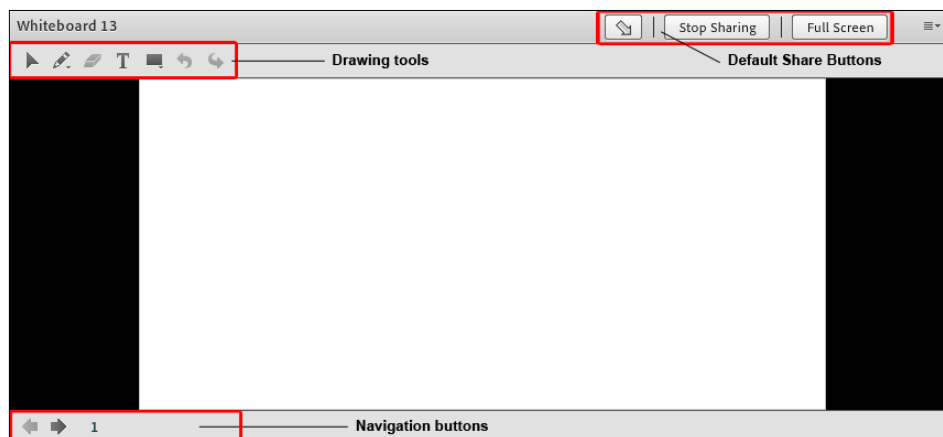 Whiteboard 13
Stop Sharing
Full Screen
T
Drawing tools
Default Share Buttons
1
Navigation buttons